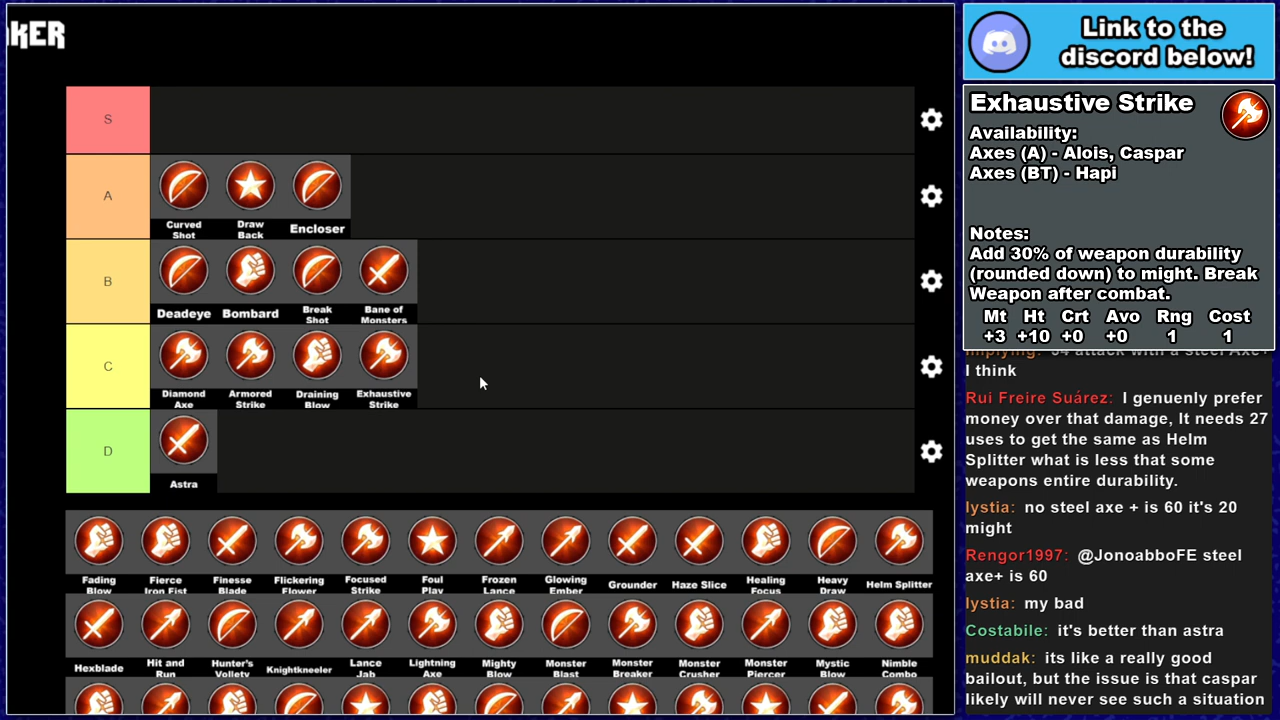 KER
S
A
Curved Shot
Draw Back
Encloser
B
Deadeye
Bombard
Break Shot
Bane of Monsters
C
Diamond Axe
Armored Strike
Draining Blow
Exhaustive Strike
D
Astra
Fading Blow
Fierce Iron Fist
Finesse Blade
Flickering Flower
Focused Strike
Foul Play
Frozen Lance
Glowing Ember
Grounder
Haze Slice
Healing Focus
Heavy Draw
Helm Splitter
Hexblade
Hit and Run
Hunter's Vollety
Knightkneeler
Lance Jab
Lightning Axe
Mighty Blow
Monster Blast
Monster Breaker
Monster Crusher
Monster Piercer
Mystic Blow
Nimble Combo
Link to the
discord below!
Exhaustive Strike
Availability:
Axes (A) - Alois, Caspar
Axes (BT) - Hapi
Notes:
Add 30% of weapon durability
(rounded down) to might. Break
Weapon after combat.
Mt Ht Crt Avo Rng Cost
+3 +10 +0 +0 1 1
Implying: 54 attack with a steel Axe+
I think
Rui Freire Suárez: I genuenly prefer
money over that damage, It needs 27
uses to get the same as Helm
Splitter what is less that some
weapons entire durability.
lystia: no steel axe + is 60 it's 20
might
Rengor1997: @JonoabboFE steel
axe+ is 60
lystia: my bad
Costabile: it's better than astra
muddak: its like a really good
bailout, but the issue is that caspar
likely will never see such a situation